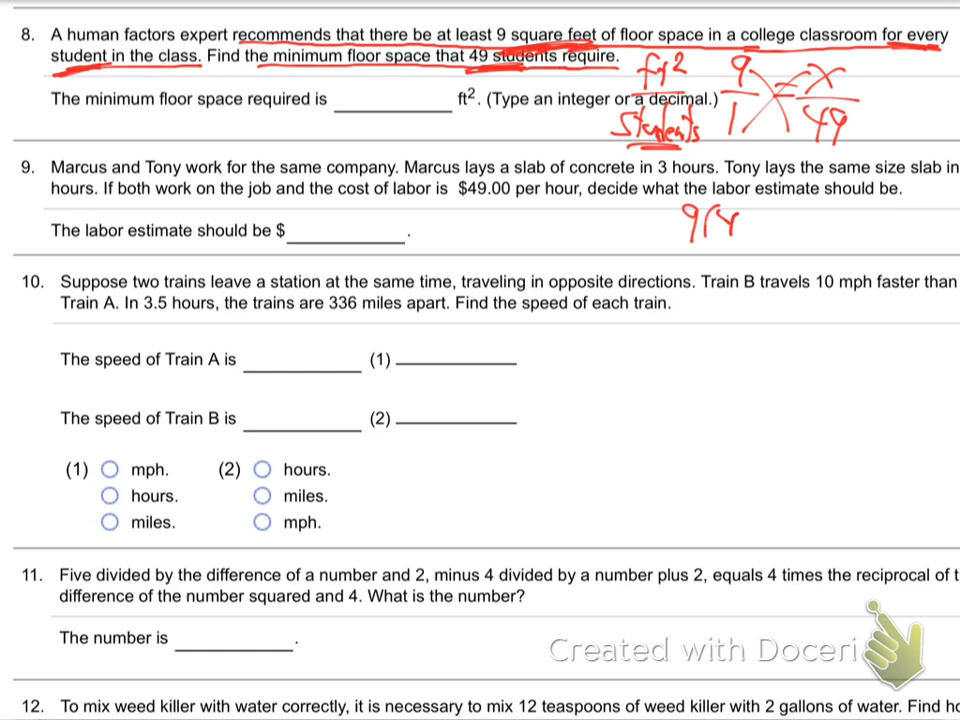 8. A human factors expert recommends that there be at least 9 square feet of floor space in a college classroom for every
student in the class. Find the minimum floor space that 49 students require.
ft² 9 = x
The minimum floor space required is ____________ ft². (Type an integer or a decimal.)
students 1 49
9. Marcus and Tony work for the same company. Marcus lays a slab of concrete in 3 hours. Tony lays the same size slab in
hours. If both work on the job and the cost of labor is $49.00 per hour, decide what the labor estimate should be.
The labor estimate should be $____________.
10. Suppose two trains leave a station at the same time, traveling in opposite directions. Train B travels 10 mph faster than
Train A. In 3.5 hours, the trains are 336 miles apart. Find the speed of each train.
The speed of Train A is ____________ (1) ____________
The speed of Train B is ____________ (2) ____________
(1) mph. (2) hours.
hours. miles.
miles. mph.
11. Five divided by the difference of a number and 2, minus 4 divided by a number plus 2, equals 4 times the reciprocal of t
difference of the number squared and 4. What is the number?
The number is ____________.
Created with Doceri
12. To mix weed killer with water correctly, it is necessary to mix 12 teaspoons of weed killer with 2 gallons of water. Find ho